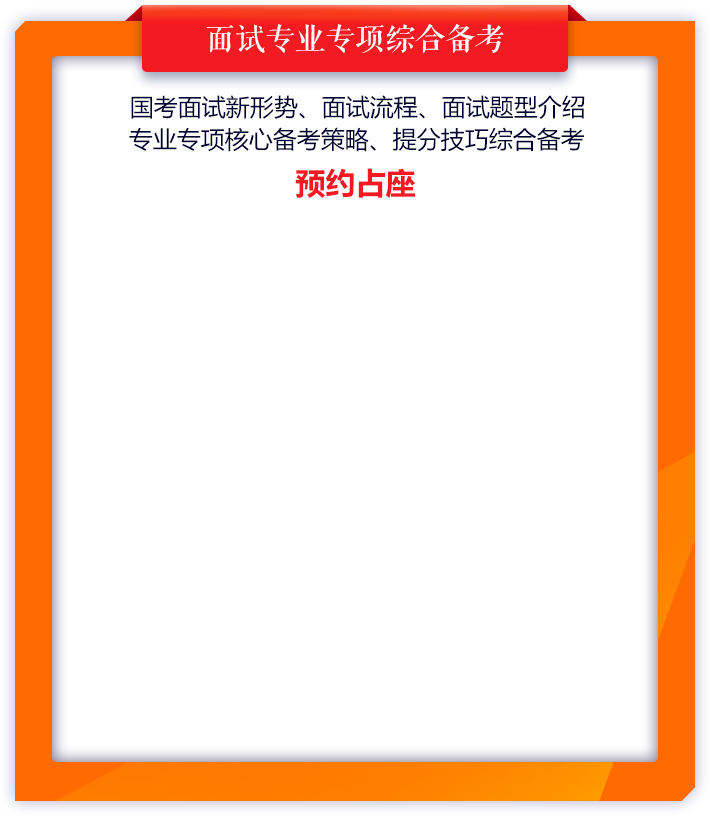 面试专业专项综合备考
国考面试新形势、面试流程、面试题型介绍
专业专项核心备考策略、提分技巧综合备考
预约占座